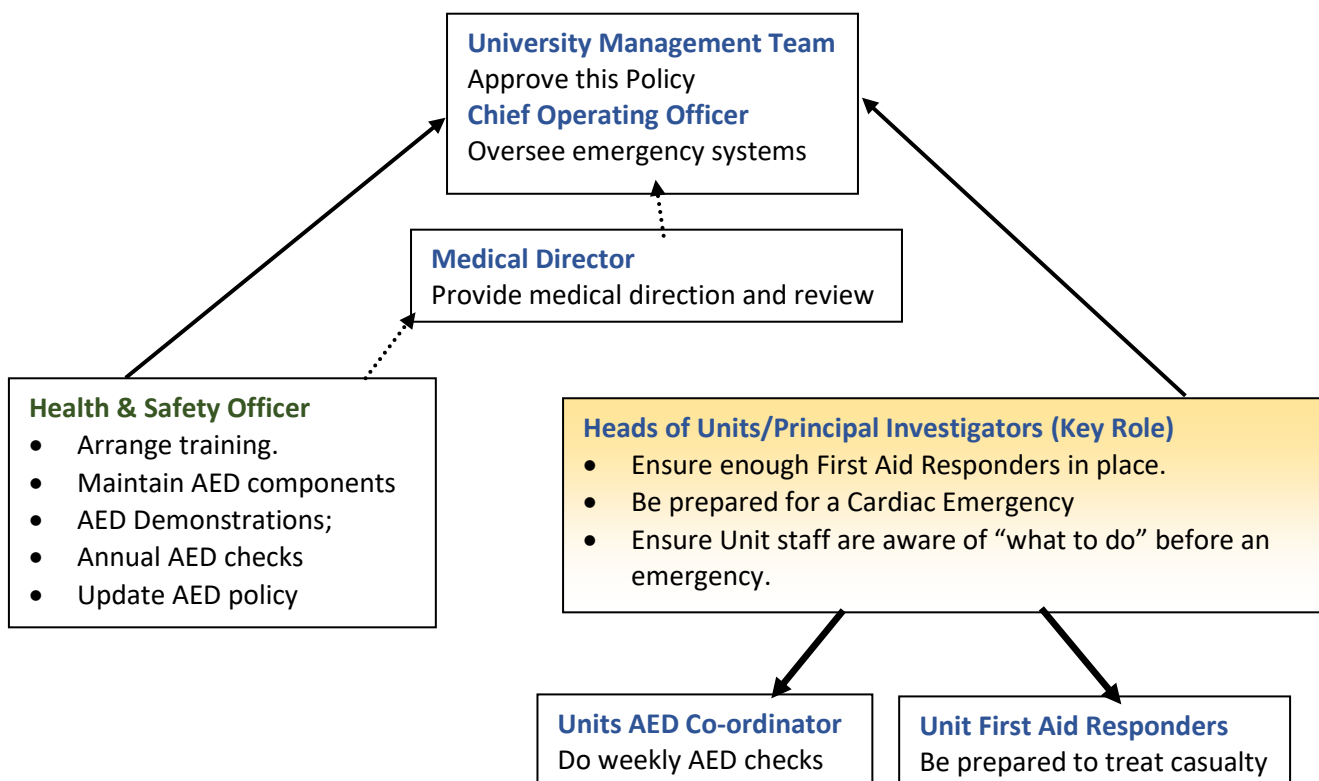 University Management Team
Approve this Policy
Chief Operating Officer
Oversee emergency systems
Medical Director
Provide medical direction and review
Health & Safety Officer
• Arrange training.
• Maintain AED components
• AED Demonstrations;
• Annual AED checks
• Update AED policy
Heads of Units/Principal Investigators (Key Role)
• Ensure enough First Aid Responders in place.
• Be prepared for a Cardiac Emergency
• Ensure Unit staff are aware of “what to do” before an
emergency.
Units AED Co-ordinator
Do weekly AED checks
Unit First Aid Responders
Be prepared to treat casualty